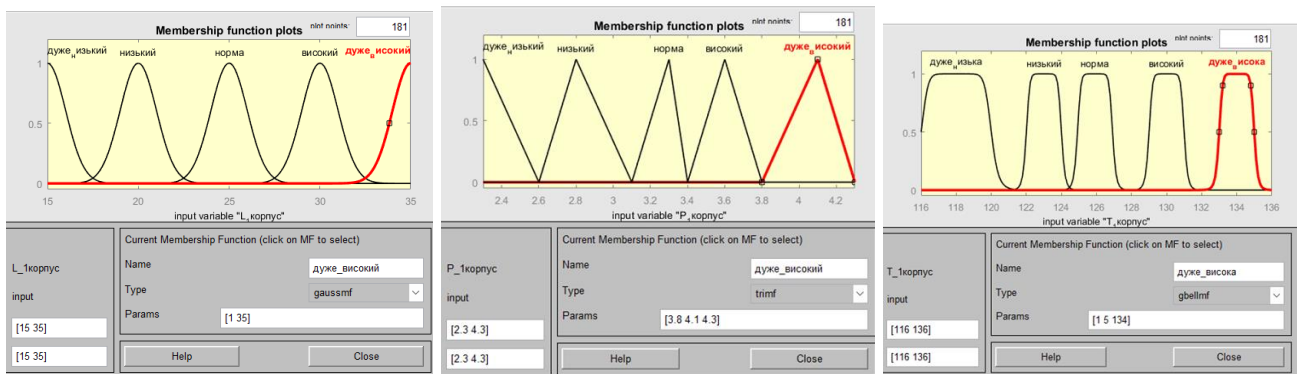 Membership function plots
plot points:
181
дуже_низький
низький
норма
високий
дуже_високий
1
0.5
0
15
20
25
30
35
input variable "L_1корпус"
L_1корпус
input
[15 35]
[15 35]
Current Membership Function (click on MF to select)
Name
дуже_високий
Type
gaussmf
Params
[1 35]
Help
Close
Membership function plots
plot points:
181
дуже_низький
низький
норма
високий
дуже_високий
1
0.5
0
2.4
2.6
2.8
3
3.2
3.4
3.6
3.8
4
4.2
input variable "P_1корпус"
P_1корпус
input
[2.3 4.3]
[2.3 4.3]
Current Membership Function (click on MF to select)
Name
дуже_високий
Type
trimf
Params
[3.8 4.1 4.3]
Help
Close
Membership function plots
plot points:
181
дуже_низька
низький
норма
високий
дуже_висока
1
0.5
0
116
118
120
122
124
126
128
130
132
134
136
input variable "T_1корпус"
T_1корпус
input
[116 136]
[116 136]
Current Membership Function (click on MF to select)
Name
дуже_висока
Type
gbellmf
Params
[1 5 134]
Help
Close